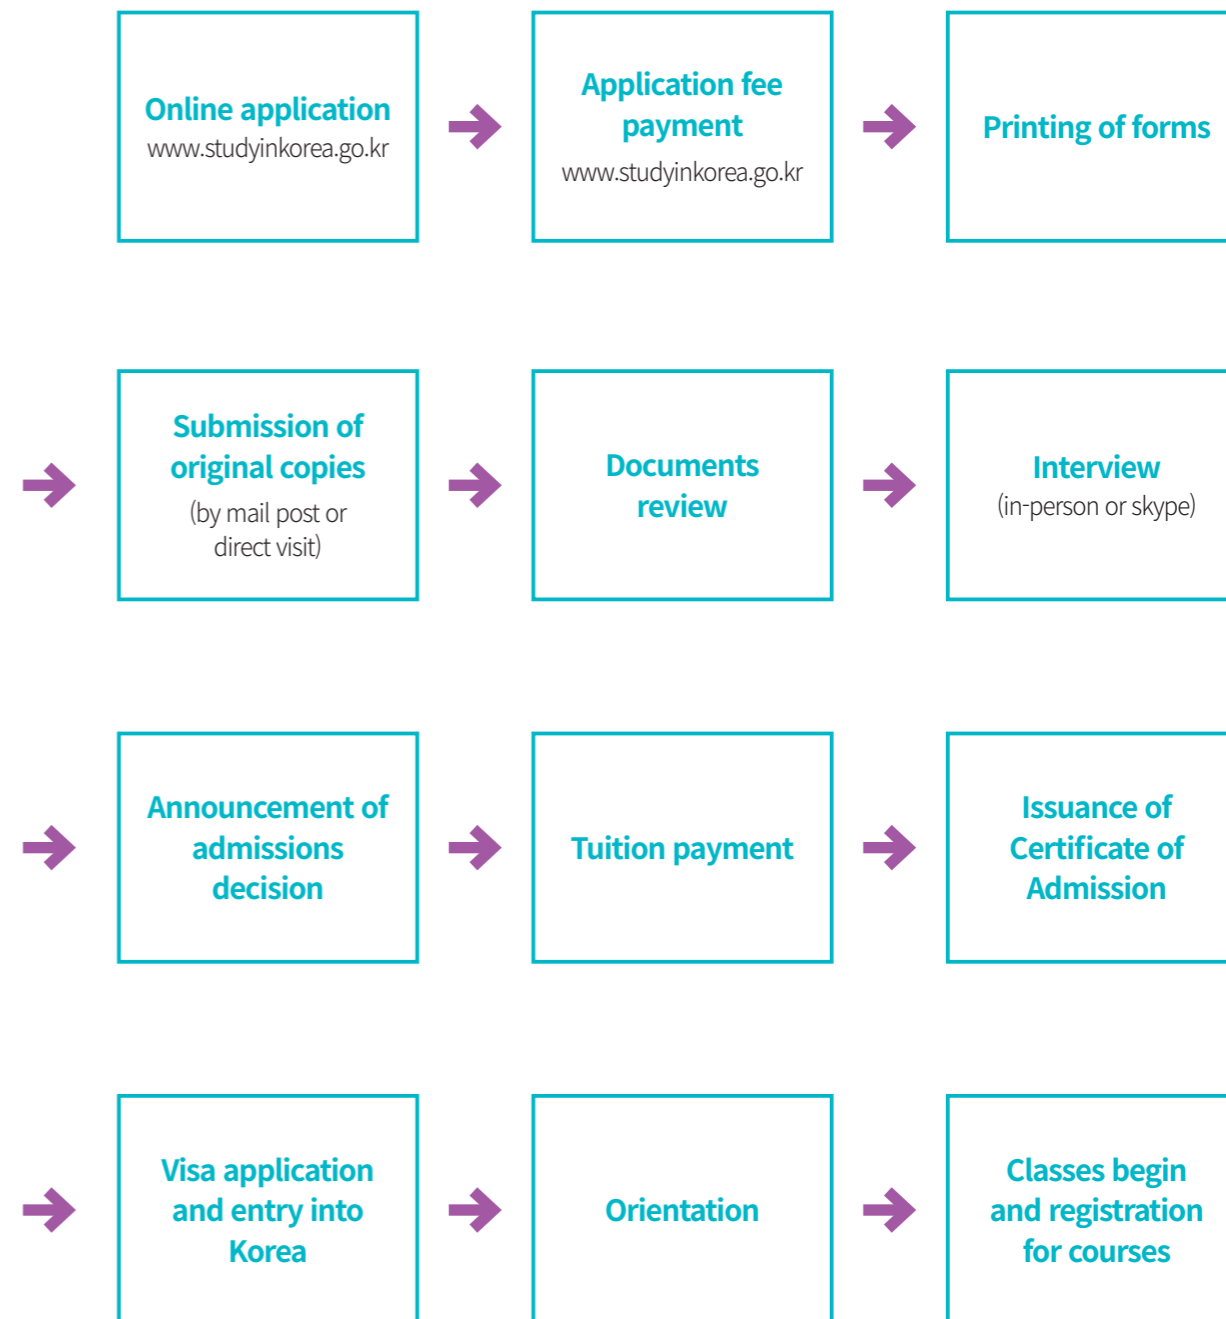 Online application
www.studyinkorea.go.kr
Application fee
payment
www.studyinkorea.go.kr
Printing of forms
Submission of
original copies
(by mail post or
direct visit)
Documents
review
Interview
(in-person or skype)
Announcement of
admissions
decision
Tuition payment
Issuance of
Certificate of
Admission
Visa application
and entry into
Korea
Orientation
Classes begin
and registration
for courses